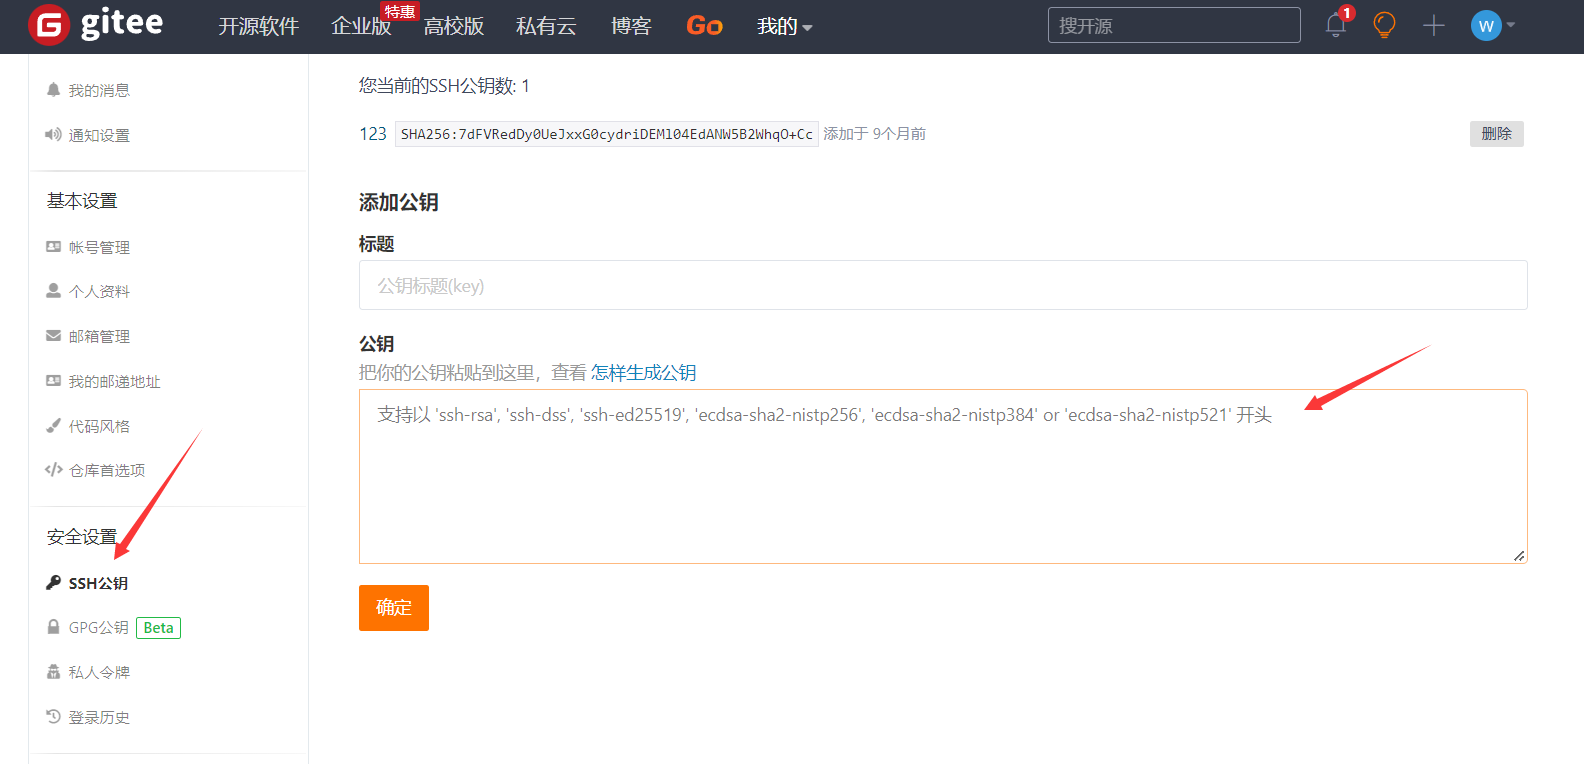 gitee 开源软件 企业版 特惠 高校版 私有云 博客 Go 我的 搜开源 1 W
我的消息
通知设置
基本设置
帐号管理
个人资料
邮箱管理
我的邮递地址
代码风格
仓库首选项
安全设置
SSH公钥
GPG公钥 Beta
私人令牌
登录历史
您当前的SSH公钥数: 1
123 SHA256:7dFVRedDy0UeJxxG0cydriDEMl04EdANW5B2WhqO+Cc 添加于 9个月前 删除
添加公钥
标题
公钥标题(key)
公钥
把你的公钥粘贴到这里，查看 怎样生成公钥
支持以 'ssh-rsa', 'ssh-dss', 'ssh-ed25519', 'ecdsa-sha2-nistp256', 'ecdsa-sha2-nistp384' or 'ecdsa-sha2-nistp521' 开头
确定